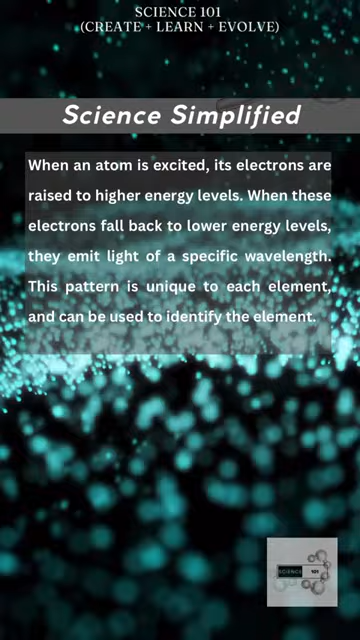 SCIENCE 101
(CREATE + LEARN + EVOLVE)
Science Simplified
When an atom is excited, its electrons are
raised to higher energy levels. When these
electrons fall back to lower energy levels,
they emit light of a specific wavelength.
This pattern is unique to each element,
and can be used to identify the element.
SCIENCE 101